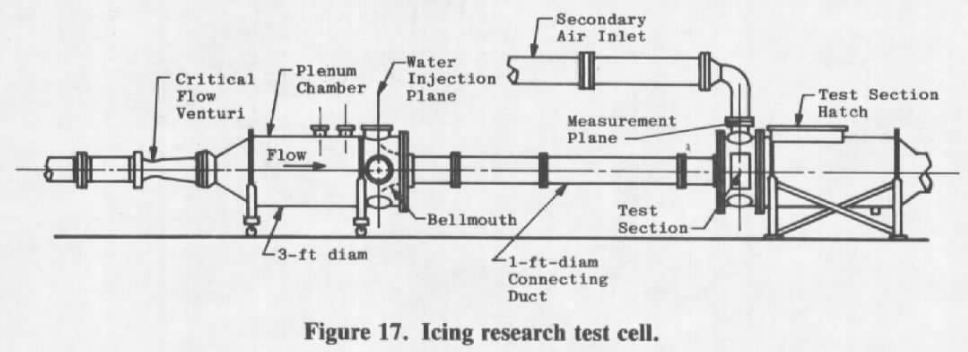 Secondary
Air Inlet
Critical
Flow
Venturi
Plenum
Chamber
Water
Injection
Plane
Measurement
Plane
Test Section
Hatch
Flow
Bellmouth
Test
Section
3-ft diam
1-ft-diam
Connecting
Duct
Figure 17. Icing research test cell.